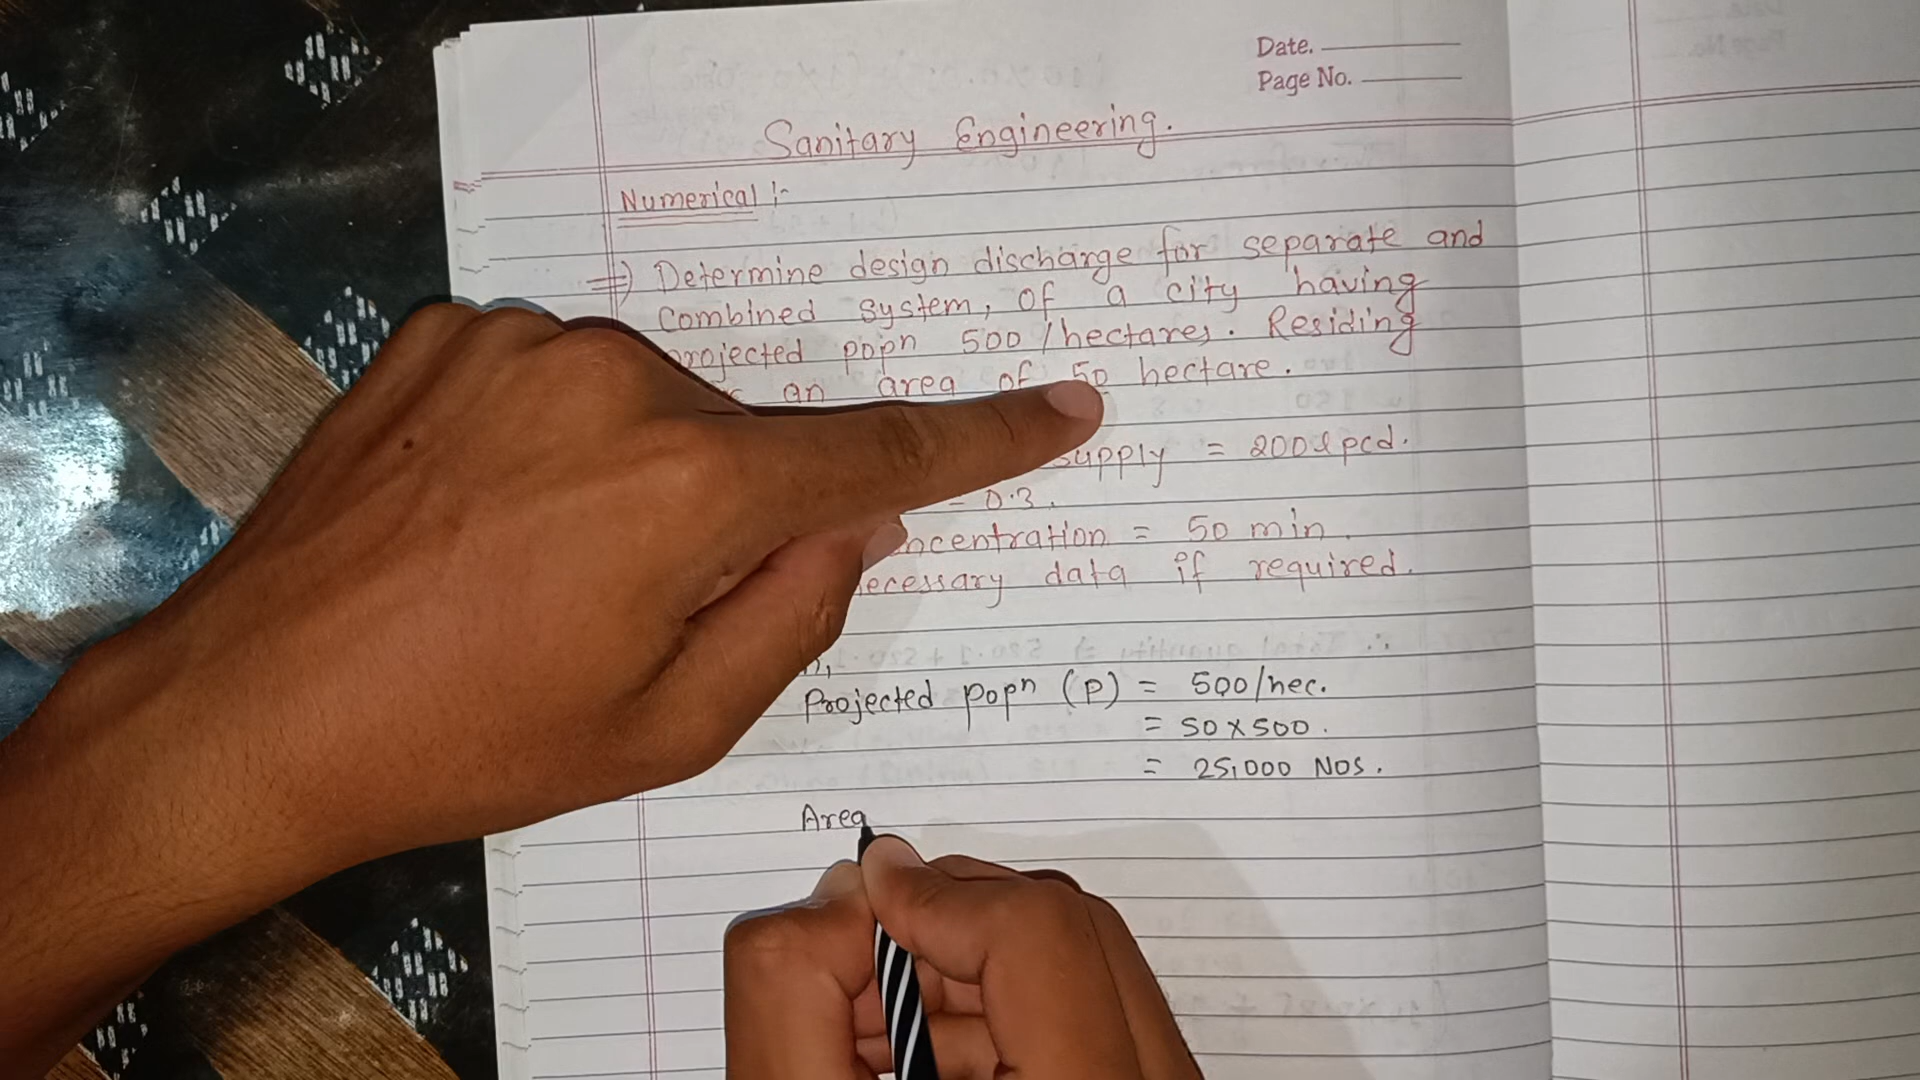 Date.
Page No.
Sanitary Engineering.
Numerical :-
⇒) Determine design discharge for separate and
combined system, of a city having
projected popn 500 / hectares. Residing
an area of 50 hectare.
supply = 200 lpcd.
= 0.3.
ncentration = 50 min.
ecessary data if required.
Projected popn (P) = 500/hec.
= 50 x 500.
= 25,000 Nos.
Area